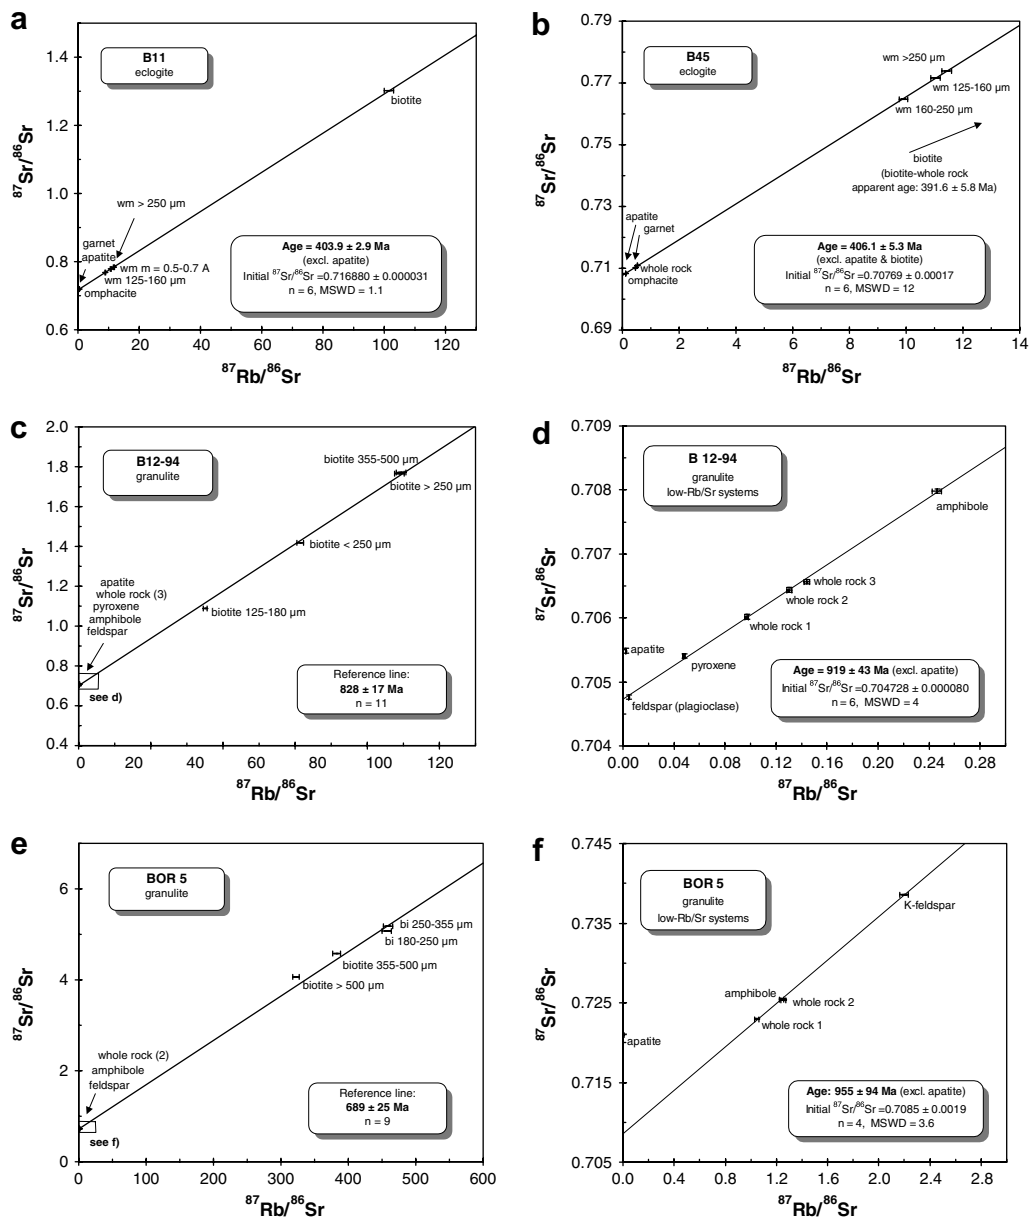 a
B11
eclogite
1.4
1.2
1.0
0.8
0.6
biotite
wm > 250 µm
garnet
apatite
wm m = 0.5-0.7 A
wm 125-160 µm
omphacite
Age = 403.9 ± 2.9 Ma
(excl. apatite)
Initial 87Sr/86Sr =0.716880 ± 0.000031
n = 6, MSWD = 1.1
0 20 40 60 80 100 120
87Rb/86Sr
87Sr/86Sr
b
B45
eclogite
0.79
0.77
0.75
0.73
0.71
0.69
wm >250 µm
wm 125-160 µm
wm 160-250 µm
biotite
(biotite-whole rock
apparent age: 391.6 ± 5.8 Ma)
apatite
garnet
whole rock
omphacite
Age = 406.1 ± 5.3 Ma
(excl. apatite & biotite)
Initial 87Sr/86Sr =0.70769 ± 0.00017
n = 6, MSWD = 12
0 2 4 6 8 10 12 14
87Rb/86Sr
87Sr/86Sr
c
B12-94
granulite
2.0
1.8
1.6
1.4
1.2
1.0
0.8
0.6
0.4
biotite 355-500 µm
biotite > 250 µm
biotite < 250 µm
biotite 125-180 µm
apatite
whole rock (3)
pyroxene
amphibole
feldspar
see d)
Reference line:
828 ± 17 Ma
n = 11
0 20 40 60 80 100 120
87Rb/86Sr
87Sr/86Sr
d
B 12-94
granulite
low-Rb/Sr systems
0.709
0.708
0.707
0.706
0.705
0.704
amphibole
whole rock 3
whole rock 2
whole rock 1
apatite
pyroxene
feldspar (plagioclase)
Age = 919 ± 43 Ma (excl. apatite)
Initial 87Sr/86Sr =0.704728 ± 0.000080
n = 6, MSWD = 4
0.00 0.04 0.08 0.12 0.16 0.20 0.24 0.28
87Rb/86Sr
87Sr/86Sr
e
BOR 5
granulite
6
4
2
0
bi 250-355 µm
bi 180-250 µm
biotite 355-500 µm
biotite > 500 µm
whole rock (2)
amphibole
feldspar
see f)
Reference line:
689 ± 25 Ma
n = 9
0 100 200 300 400 500 600
87Rb/86Sr
87Sr/86Sr
f
BOR 5
granulite
low-Rb/Sr systems
0.745
0.735
0.725
0.715
0.705
K-feldspar
amphibole
whole rock 2
whole rock 1
apatite
Age: 955 ± 94 Ma (excl. apatite)
Initial 87Sr/86Sr =0.7085 ± 0.0019
n = 4, MSWD = 3.6
0.0 0.4 0.8 1.2 1.6 2.0 2.4 2.8
87Rb/86Sr
87Sr/86Sr